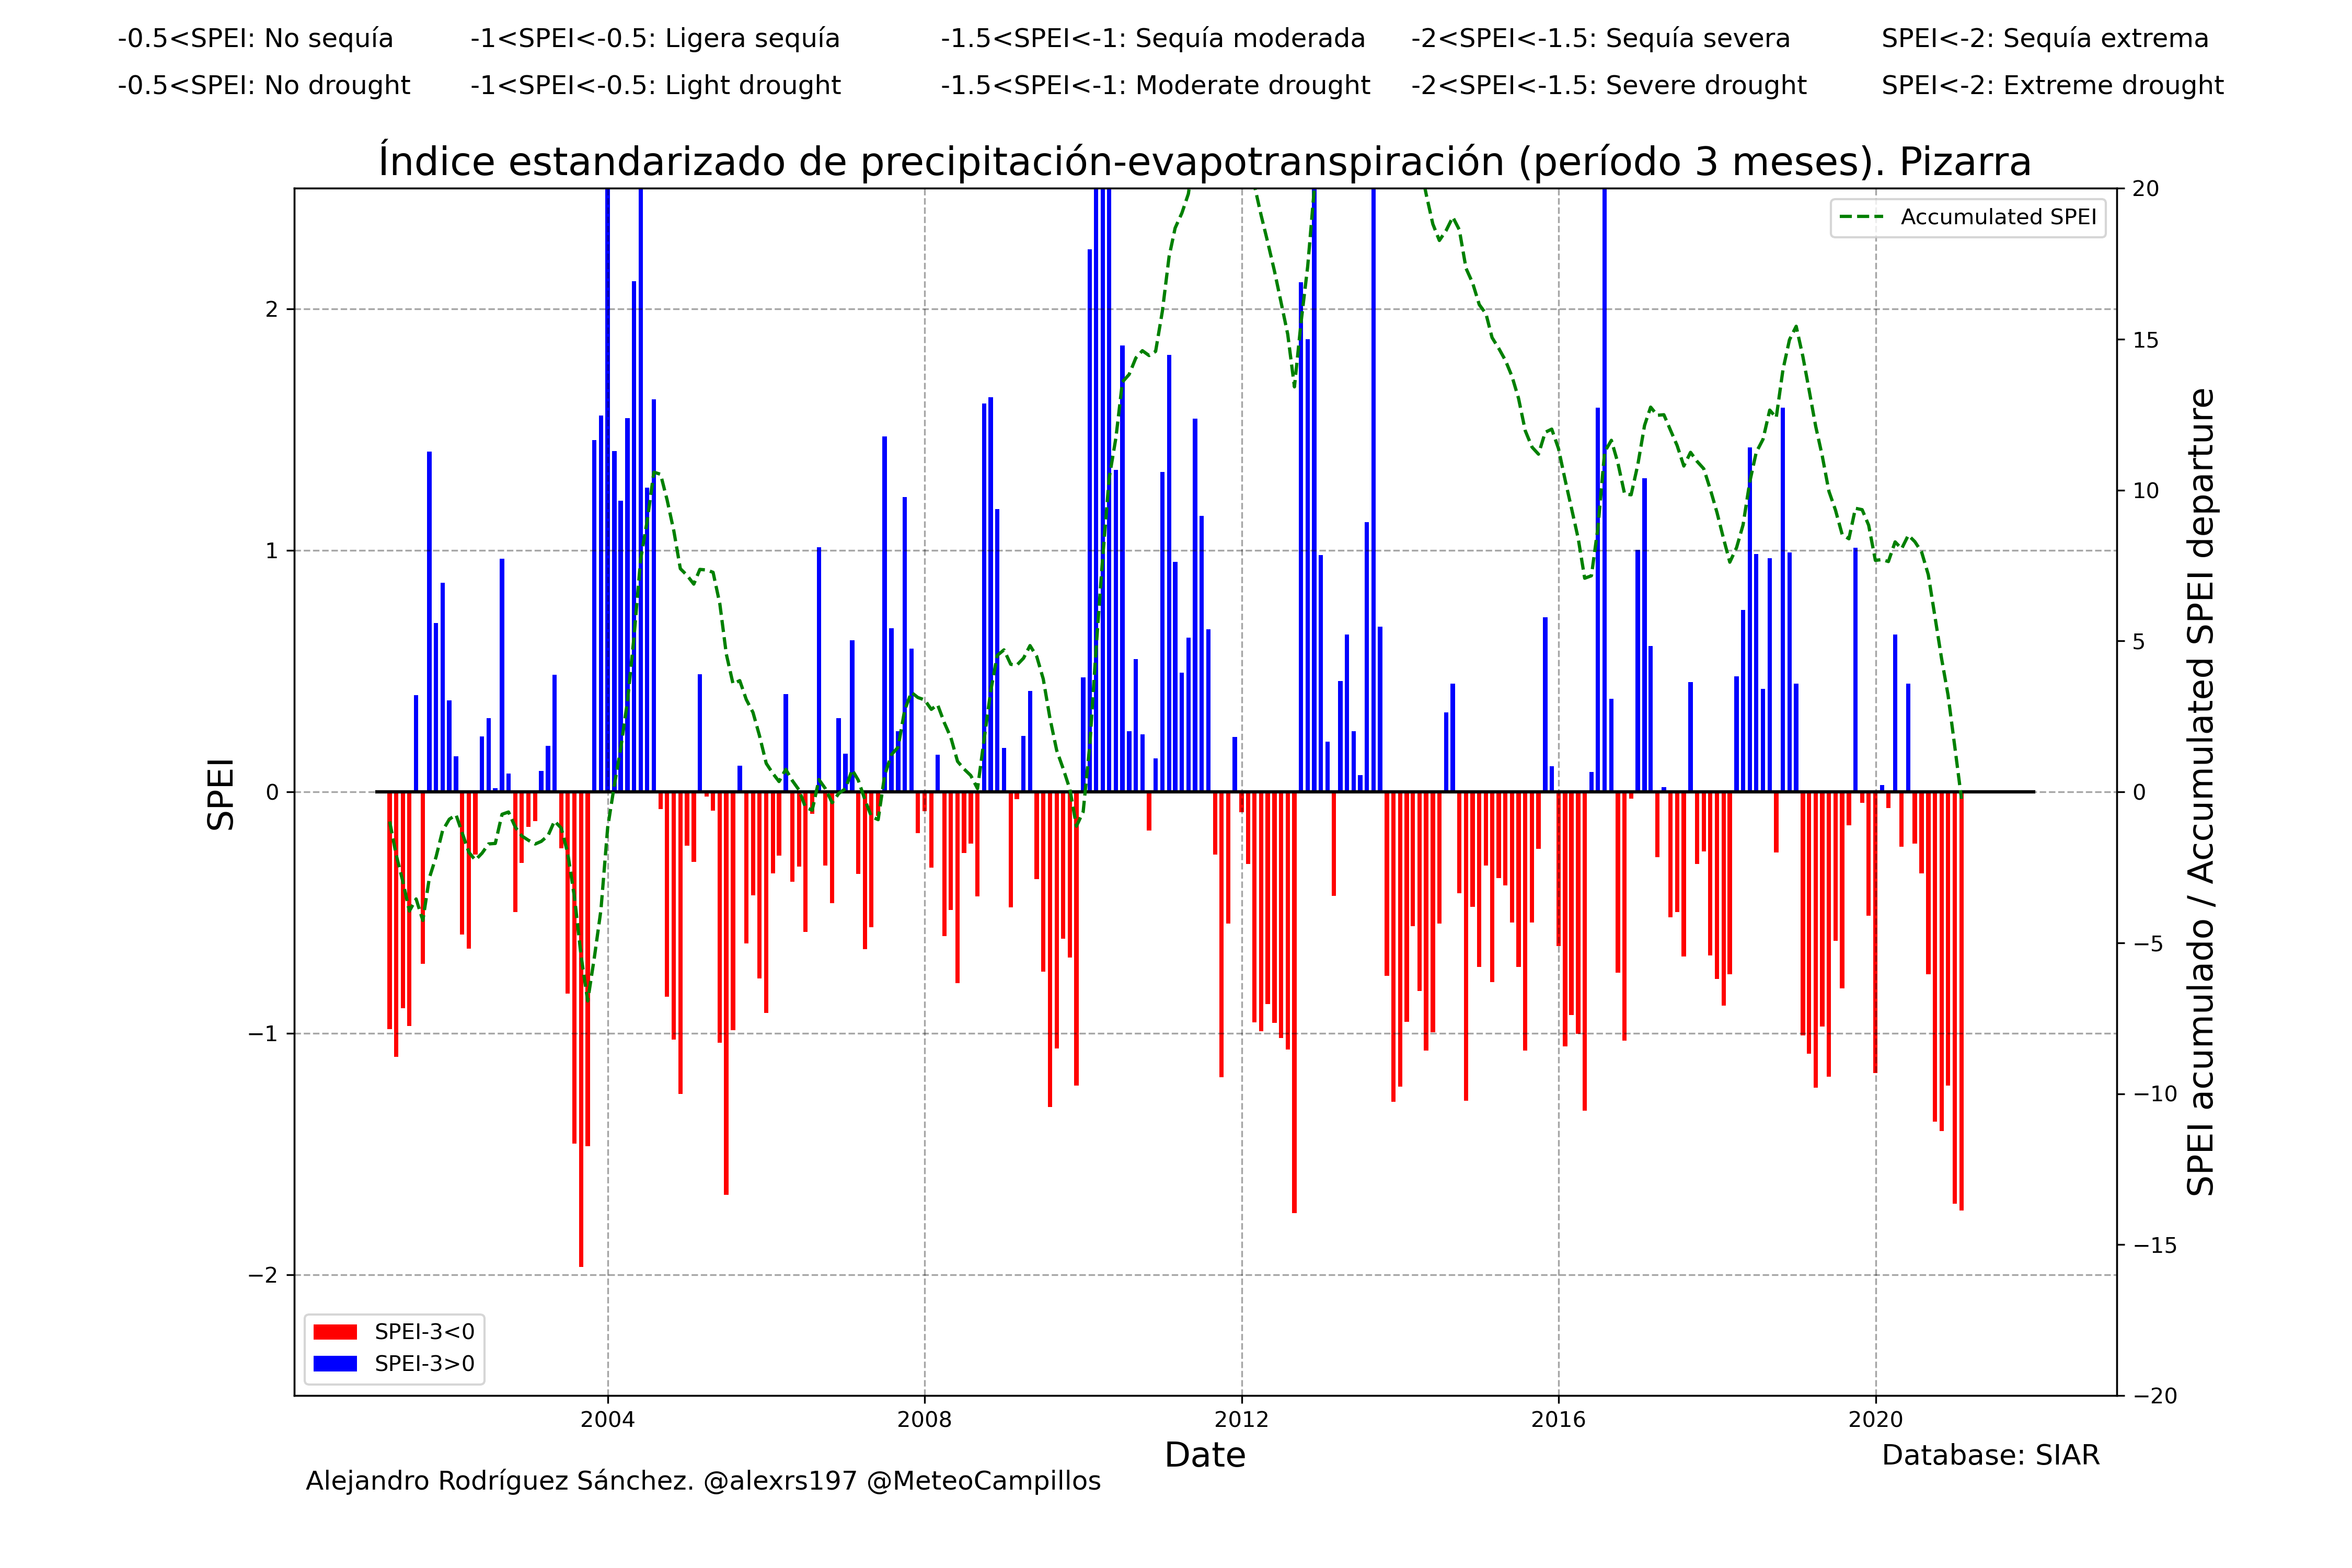 -0.5<SPEI: No sequía -1<SPEI<-0.5: Ligera sequía -1.5<SPEI<-1: Sequía moderada -2<SPEI<-1.5: Sequía severa SPEI<-2: Sequía extrema
-0.5<SPEI: No drought -1<SPEI<-0.5: Light drought -1.5<SPEI<-1: Moderate drought -2<SPEI<-1.5: Severe drought SPEI<-2: Extreme drought
Índice estandarizado de precipitación-evapotranspiración (período 3 meses). Pizarra
Accumulated SPEI
SPEI
2
1
0
−1
−2
20
15
10
5
0
−5
−10
−15
−20
SPEI acumulado / Accumulated SPEI departure
SPEI-3<0
SPEI-3>0
2004 2008 2012 2016 2020
Date
Database: SIAR
Alejandro Rodríguez Sánchez. @alexrs197 @MeteoCampillos